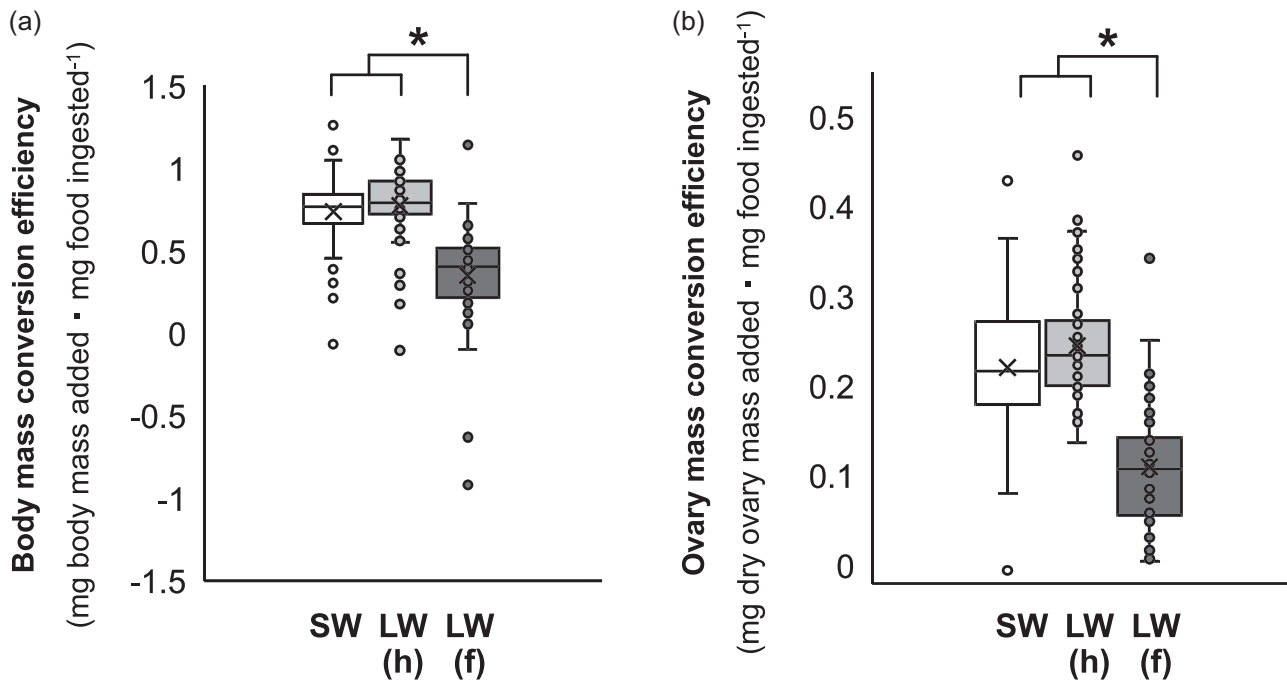 (a)
*
Body mass conversion efficiency
(mg body mass added · mg food ingested⁻¹)
1.5
1
0.5
0
-0.5
-1
-1.5
SW
LW
(h)
LW
(f)
(b)
*
Ovary mass conversion efficiency
(mg dry ovary mass added · mg food ingested⁻¹)
0.5
0.4
0.3
0.2
0.1
0
SW
LW
(h)
LW
(f)